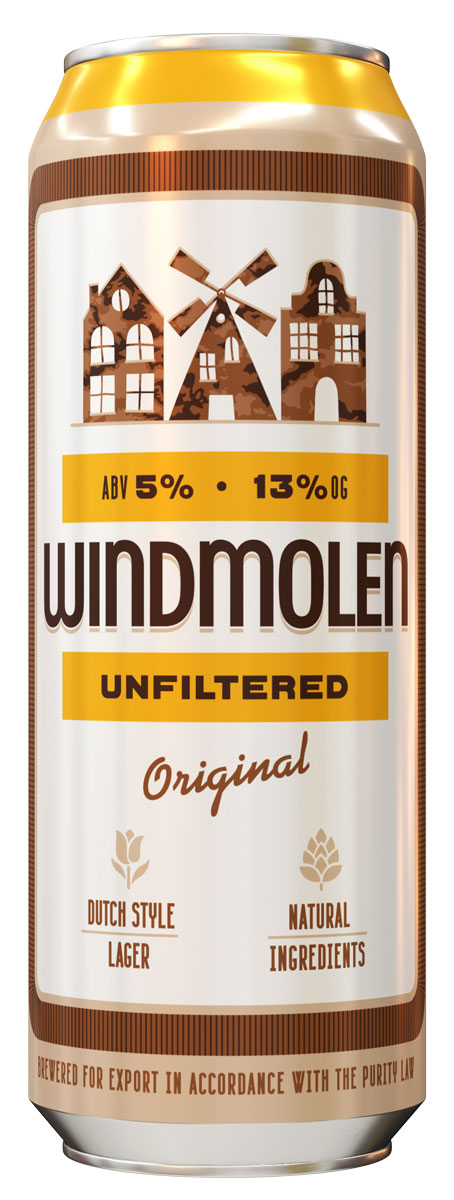 ABV 5% • 13% OG
WINDMOLEN
UNFILTERED
Original
DUTCH STYLE
LAGER
NATURAL
INGREDIENTS
BREWERED FOR EXPORT IN ACCORDANCE WITH THE PURITY LAW